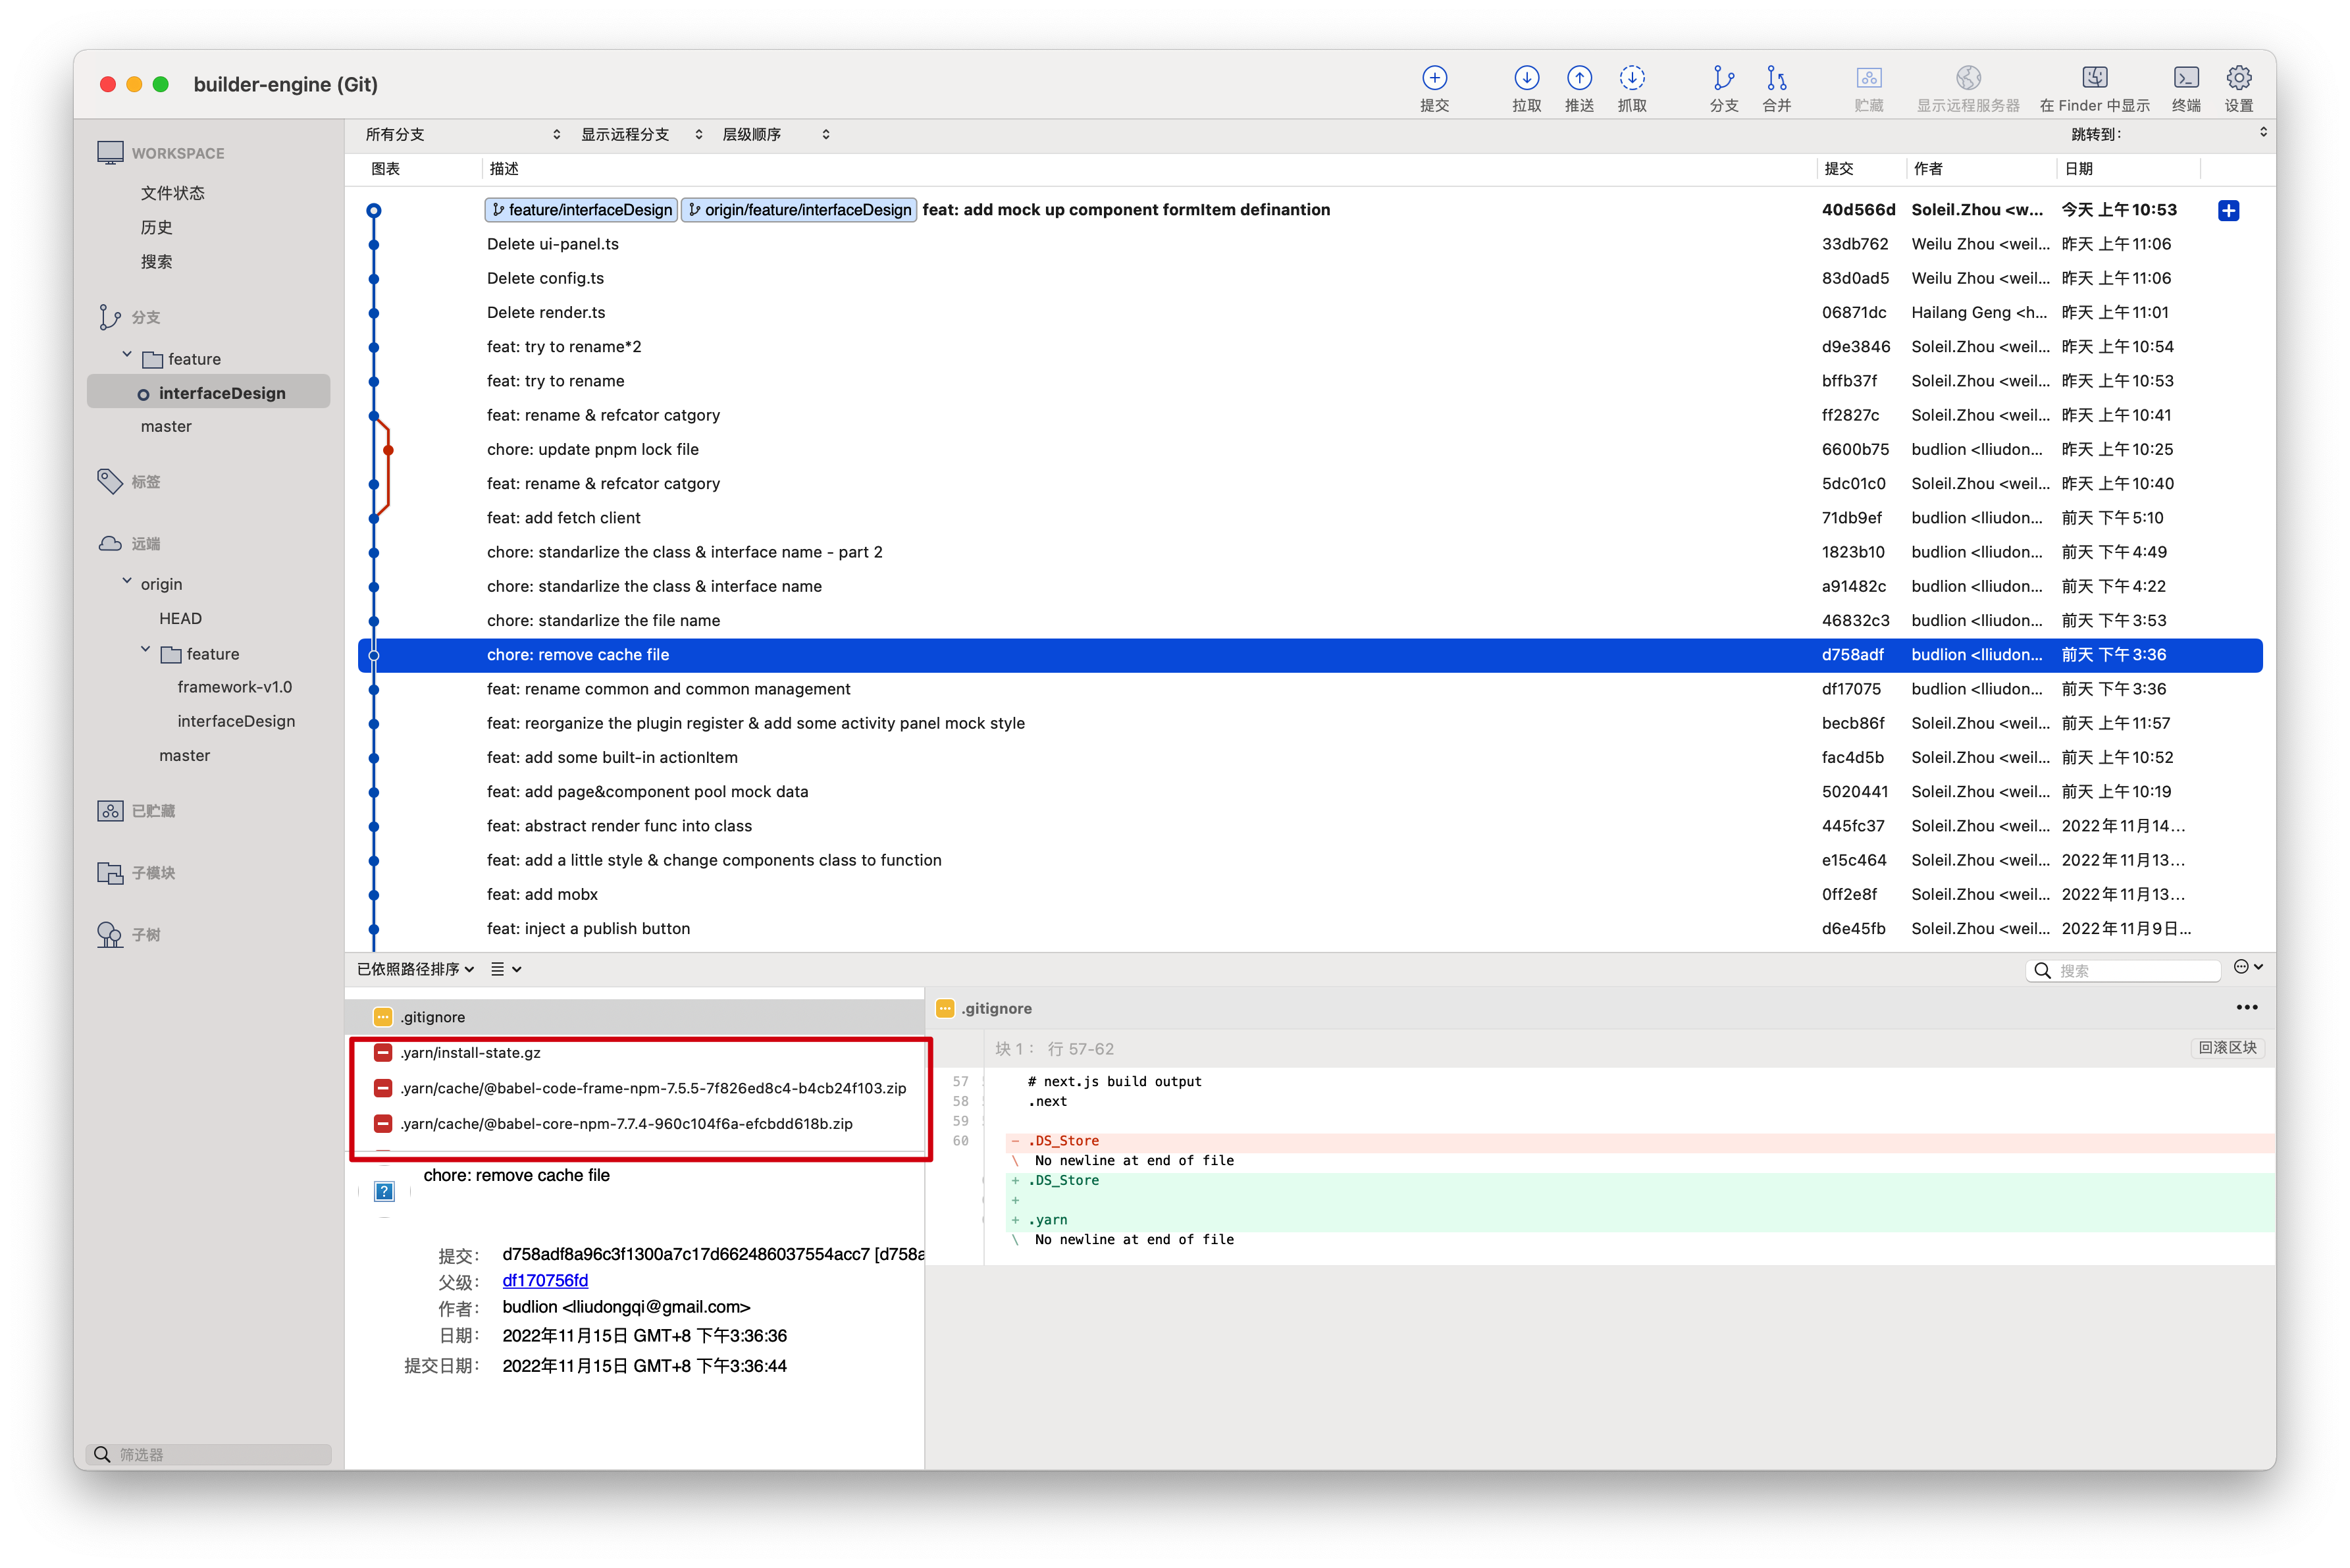 builder-engine (Git)
提交
拉取
推送
抓取
分支
合并
贮藏
显示远程服务器
在 Finder 中显示
终端
设置
WORKSPACE
文件状态
历史
搜索
分支
feature
interfaceDesign
master
标签
远端
origin
HEAD
feature
framework-v1.0
interfaceDesign
master
已贮藏
子模块
子树
筛选器
所有分支 显示远程分支 层级顺序 跳转到:
图表 描述 提交 作者 日期
feature/interfaceDesign origin/feature/interfaceDesign feat: add mock up component formItem definantion 40d566d Soleil.Zhou <w... 今天 上午10:53
Delete ui-panel.ts 33db762 Weilu Zhou <weil... 昨天 上午11:06
Delete config.ts 83d0ad5 Weilu Zhou <weil... 昨天 上午11:06
Delete render.ts 06871dc Hailang Geng <h... 昨天 上午11:01
feat: try to rename*2 d9e3846 Soleil.Zhou <weil... 昨天 上午10:54
feat: try to rename bffb37f Soleil.Zhou <weil... 昨天 上午10:53
feat: rename & refcator catgory ff2827c Soleil.Zhou <weil... 昨天 上午10:41
chore: update pnpm lock file 6600b75 budlion <lliudon... 昨天 上午10:25
feat: rename & refcator catgory 5dc01c0 Soleil.Zhou <weil... 昨天 上午10:40
feat: add fetch client 71db9ef budlion <lliudon... 前天 下午5:10
chore: standarlize the class & interface name - part 2 1823b10 budlion <lliudon... 前天 下午4:49
chore: standarlize the class & interface name a91482c budlion <lliudon... 前天 下午4:22
chore: standarlize the file name 46832c3 budlion <lliudon... 前天 下午3:53
chore: remove cache file d758adf budlion <lliudon... 前天 下午3:36
feat: rename common and common management df17075 budlion <lliudon... 前天 下午3:36
feat: reorganize the plugin register & add some activity panel mock style becb86f Soleil.Zhou <weil... 前天 上午11:57
feat: add some built-in actionItem fac4d5b Soleil.Zhou <weil... 前天 上午10:52
feat: add page&component pool mock data 5020441 Soleil.Zhou <weil... 前天 上午10:19
feat: abstract render func into class 445fc37 Soleil.Zhou <weil... 2022年11月14...
feat: add a little style & change components class to function e15c464 Soleil.Zhou <weil... 2022年11月13...
feat: add mobx 0ff2e8f Soleil.Zhou <weil... 2022年11月13...
feat: inject a publish button d6e45fb Soleil.Zhou <weil... 2022年11月9日...
已依照路径排序 搜索
.gitignore
.yarn/install-state.gz
.yarn/cache/@babel-code-frame-npm-7.5.5-7f826ed8c4-b4cb24f103.zip
.yarn/cache/@babel-core-npm-7.7.4-960c104f6a-efcbdd618b.zip
chore: remove cache file
提交: d758adf8a96c3f1300a7c17d662486037554acc7 [d758a
父级: df170756fd
作者: budlion <lliudongqi@gmail.com>
日期: 2022年11月15日 GMT+8 下午3:36:36
提交日期: 2022年11月15日 GMT+8 下午3:36:44
.gitignore
块 1： 行 57-62 回滚区块
57 # next.js build output
58 .next
59
60 - .DS_Store
\ No newline at end of file
+ .DS_Store
+
+ .yarn
\ No newline at end of file